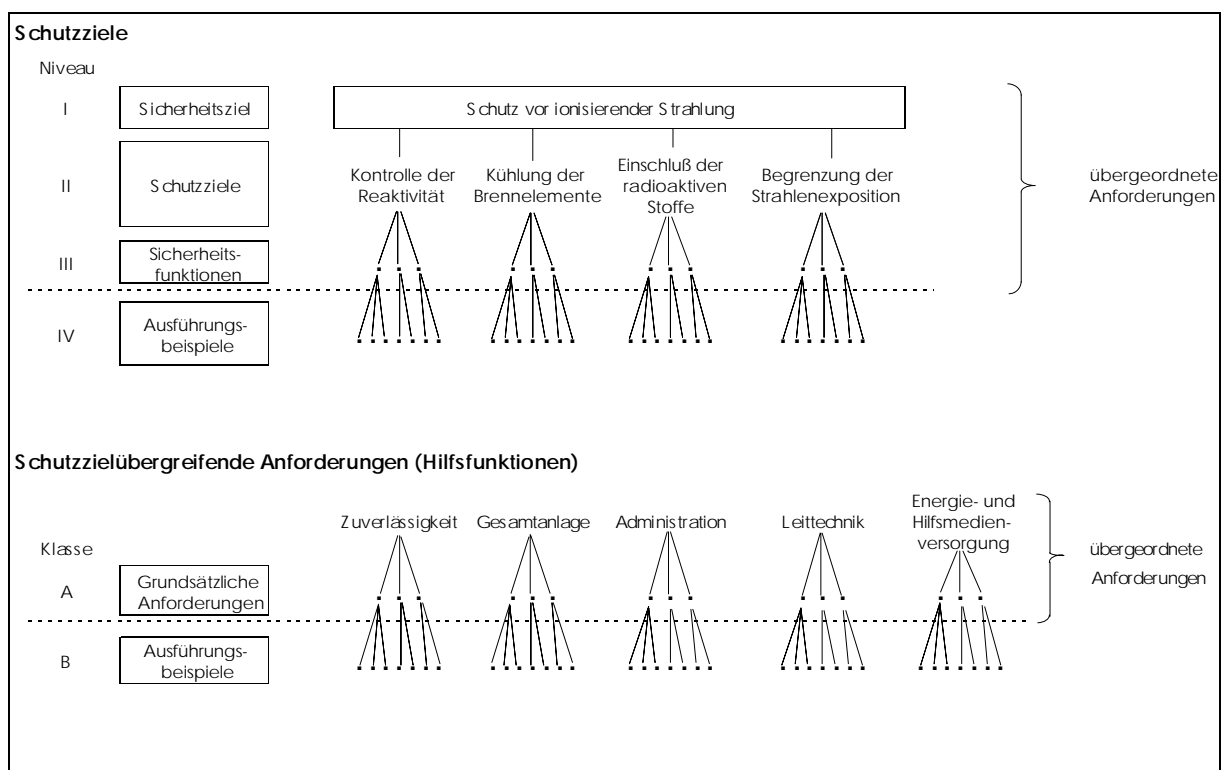 Schutzziele
Niveau
I
Sicherheitsziel
Schutz vor ionisierender Strahlung
II
Schutzziele
Kontrolle der
Reaktivität
Kühlung der
Brennelemente
Einschluß der
radioaktiven
Stoffe
Begrenzung der
Strahlenexposition
übergeordnete
Anforderungen
III
Sicherheits-
funktionen
IV
Ausführungs-
beispiele
Schutzzielübergreifende Anforderungen (Hilfsfunktionen)
Zuverlässigkeit
Gesamtanlage
Administration
Leittechnik
Energie- und
Hilfsmedien-
versorgung
übergeordnete
Anforderungen
Klasse
A
Grundsätzliche
Anforderungen
B
Ausführungs-
beispiele